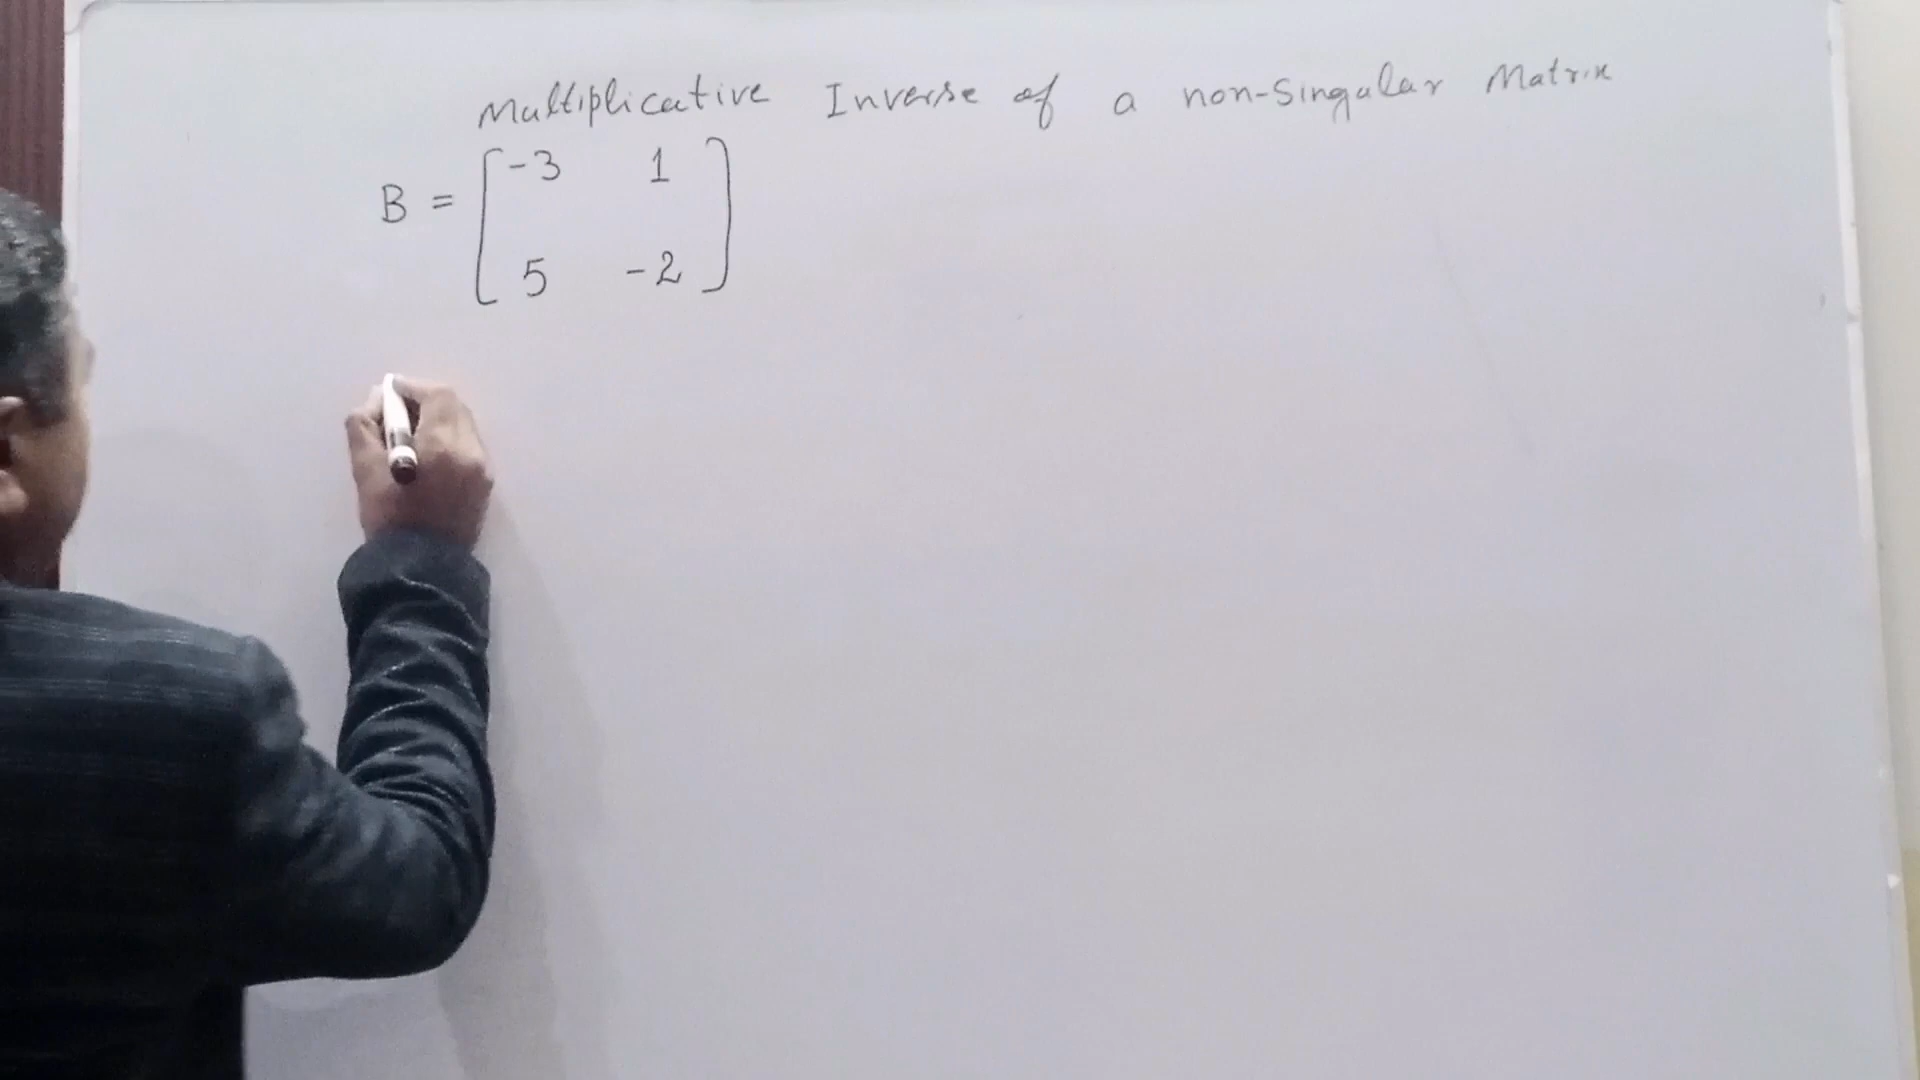 Multiplicative Inverse of a non-Singular Matrix
B = [ -3 1
5 -2 ]